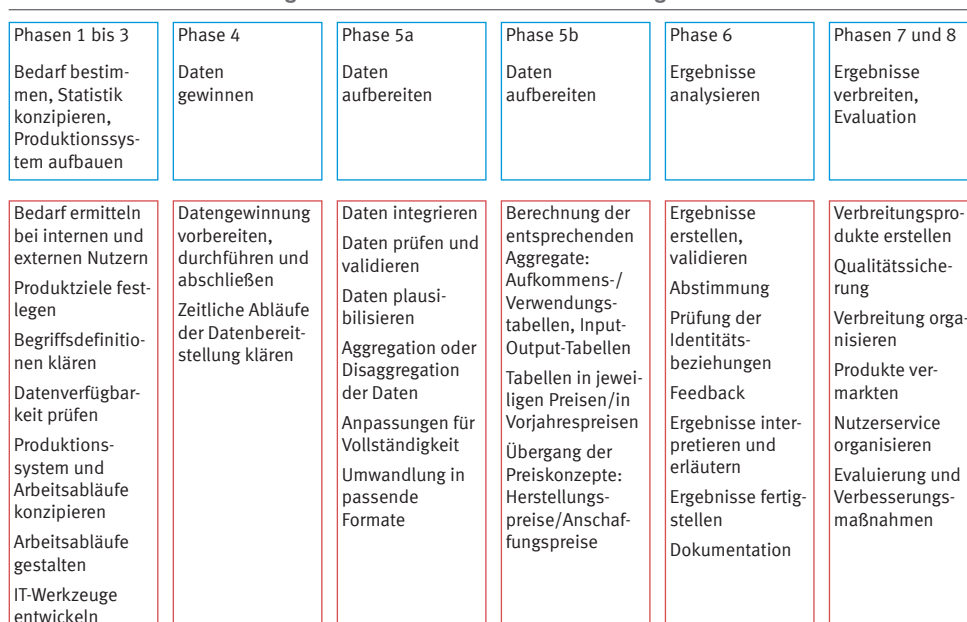 Phasen 1 bis 3
Bedarf bestim-
men, Statistik
konzipieren,
Produktionssys-
tem aufbauen
Phase 4
Daten
gewinnen
Phase 5a
Daten
aufbereiten
Phase 5b
Daten
aufbereiten
Phase 6
Ergebnisse
analysieren
Phasen 7 und 8
Ergebnisse
verbreiten,
Evaluation
Bedarf ermitteln
bei internen und
externen Nutzern
Produktziele fest-
legen
Begriffsdefinitio-
nen klären
Datenverfügbar-
keit prüfen
Produktions-
system und
Arbeitsabläufe
konzipieren
Arbeitsabläufe
gestalten
IT-Werkzeuge
entwickeln
Datengewinnung
vorbereiten,
durchführen und
abschließen
Zeitliche Abläufe
der Datenbereit-
stellung klären
Daten integrieren
Daten prüfen und
validieren
Daten plausi-
bilisieren
Aggregation oder
Disaggregation
der Daten
Anpassungen für
Vollständigkeit
Umwandlung in
passende
Formate
Berechnung der
entsprechenden
Aggregate:
Aufkommens-/
Verwendungs-
tabellen, Input-
Output-Tabellen
Tabellen in jewei-
ligen Preisen/in
Vorjahrespreisen
Übergang der
Preiskonzepte:
Herstellungs-
preise/Anschaf-
fungspreise
Ergebnisse
erstellen,
validieren
Abstimmung
Prüfung der
Identitäts-
beziehungen
Feedback
Ergebnisse inter-
pretieren und
erläutern
Ergebnisse fertig-
stellen
Dokumentation
Verbreitungspro-
dukte erstellen
Qualitätssiche-
rung
Verbreitung orga-
nisieren
Produkte ver-
markten
Nutzerservice
organisieren
Evaluierung und
Verbesserungs-
maßnahmen